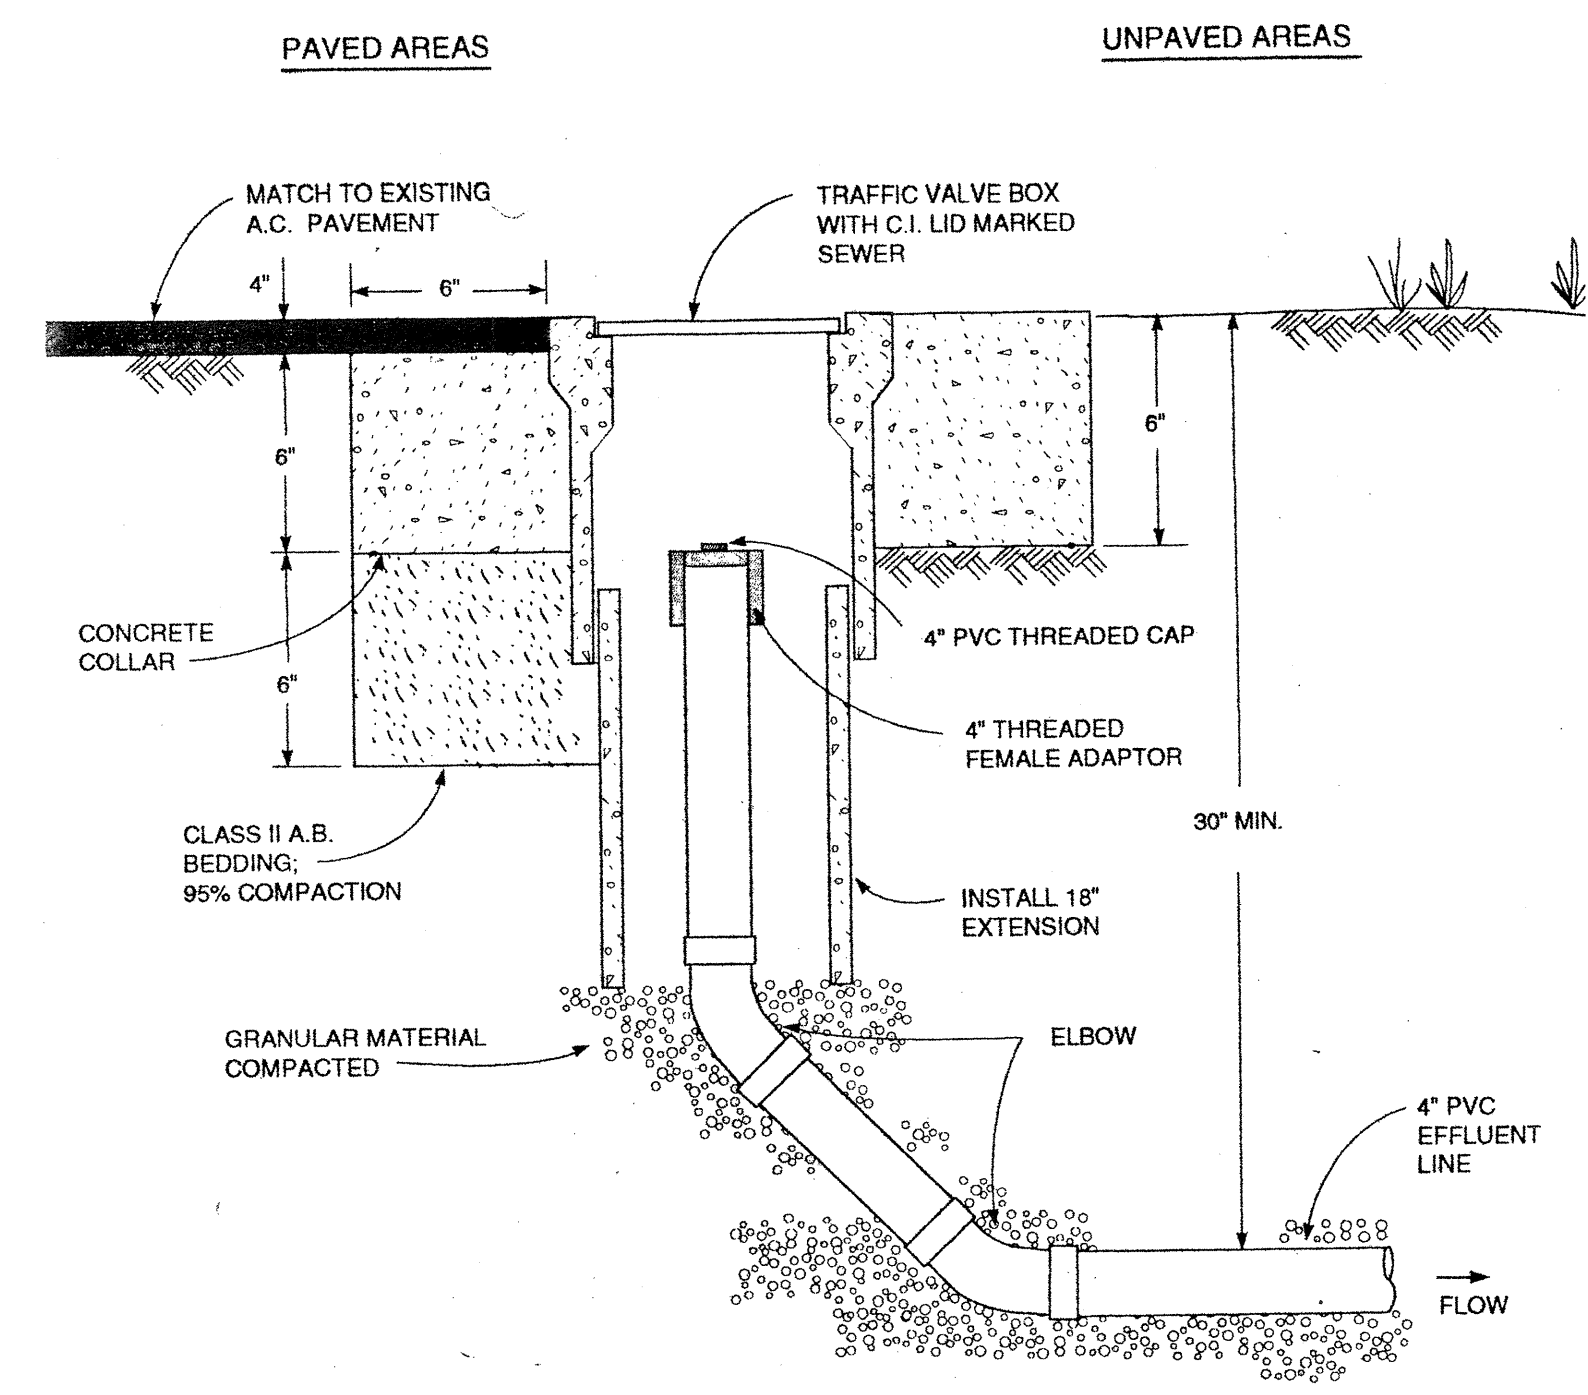 PAVED AREAS
UNPAVED AREAS
MATCH TO EXISTING
A.C. PAVEMENT
TRAFFIC VALVE BOX
WITH C.I. LID MARKED
SEWER
4"
6"
6"
6"
6"
CONCRETE
COLLAR
4" PVC THREADED CAP
4" THREADED
FEMALE ADAPTOR
30" MIN.
CLASS II A.B.
BEDDING;
95% COMPACTION
INSTALL 18"
EXTENSION
GRANULAR MATERIAL
COMPACTED
ELBOW
4" PVC
EFFLUENT
LINE
FLOW